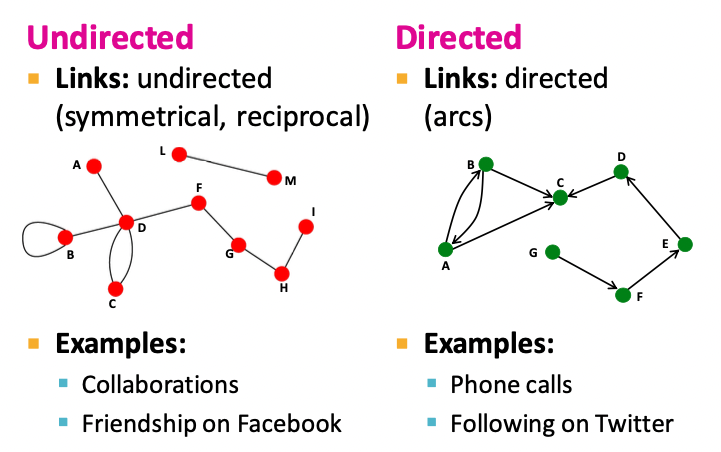 Undirected
Links: undirected
(symmetrical, reciprocal)
L
A
M
F
I
D
B
G
H
C
Examples:
Collaborations
Friendship on Facebook
Directed
Links: directed
(arcs)
B
D
C
E
G
A
F
Examples:
Phone calls
Following on Twitter